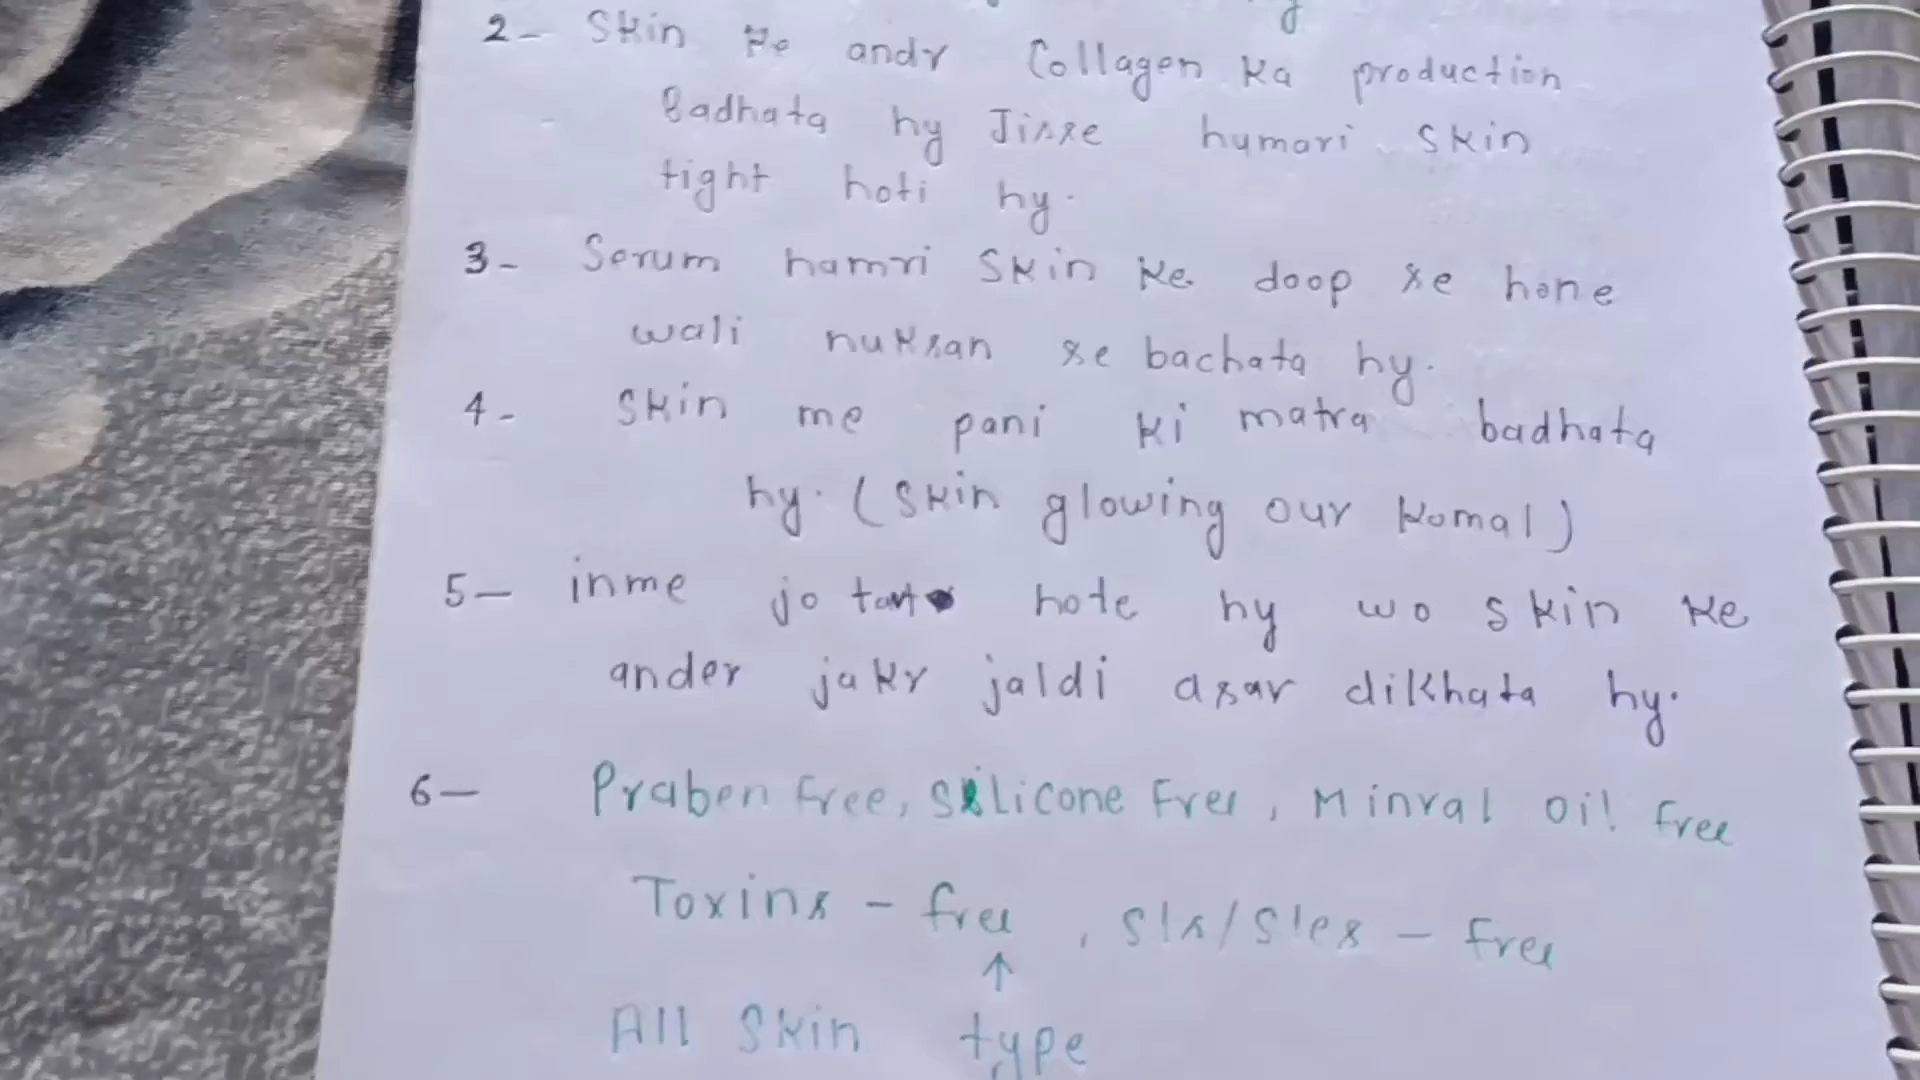 2- Skin ke andr Collagen ka production
Badhata hy Jisse humari skin
tight hoti hy.
3- Serum hamri skin ke doop se hone
wali nuksan se bachata hy.
4- skin me pani ki matra badhata
hy. (skin glowing our komal)
5- inme jo hote hy wo skin ke
ander jakr jaldi asar dikhata hy.
6- Praben free, Silicone Free, Minral oil free
Toxins - free, sls/sles - free
↑
All skin type